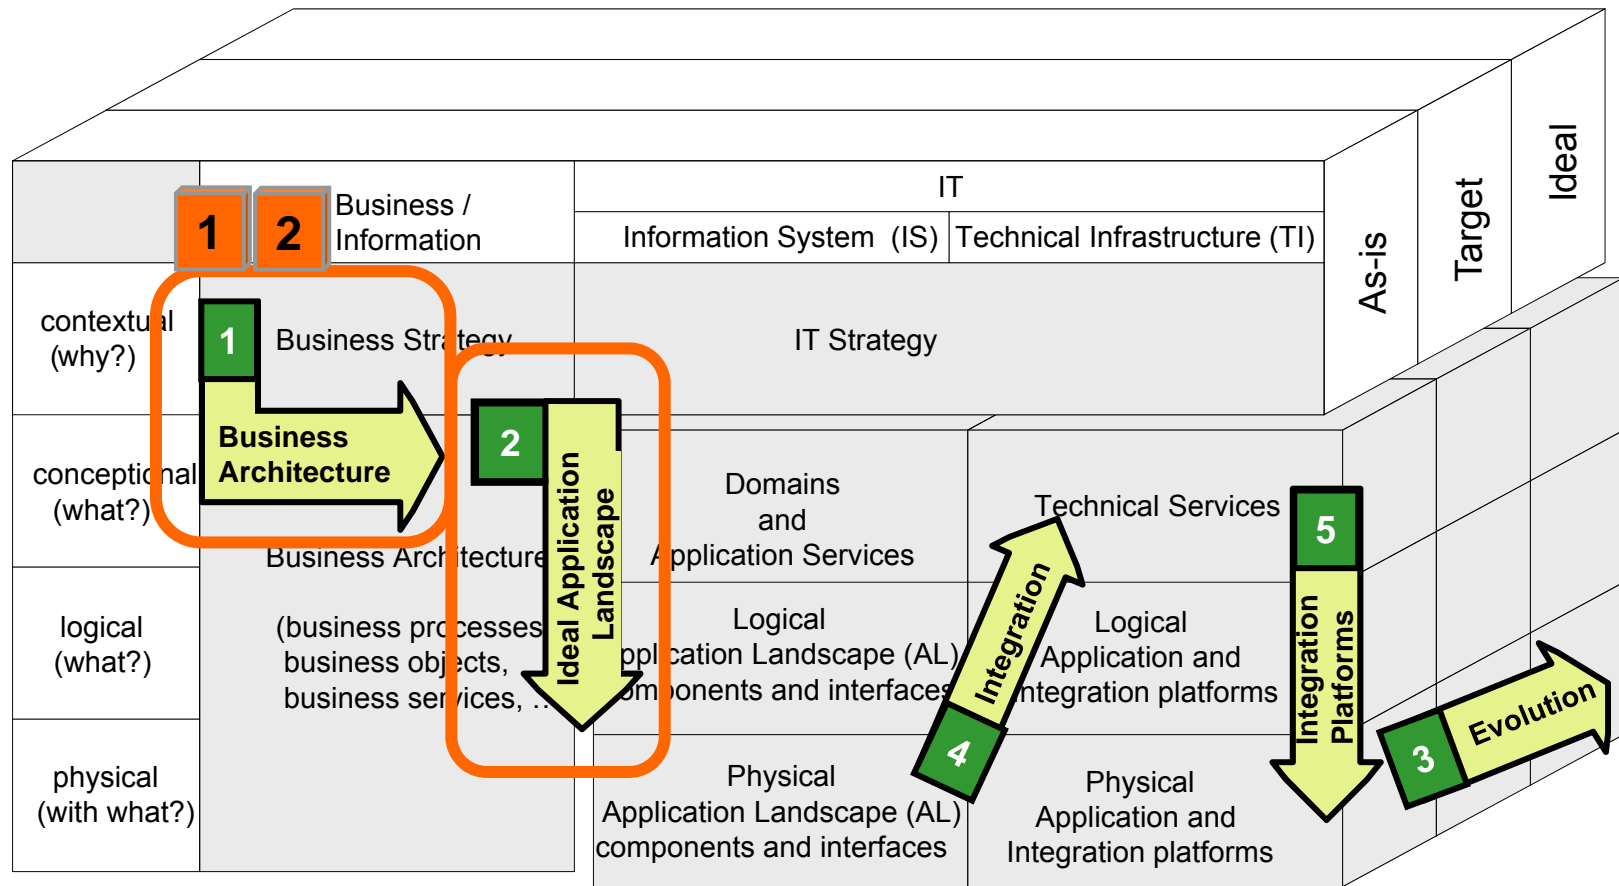 Ideal
Target
As-is
IT
1
2
Business /
Information
Information System (IS)
Technical Infrastructure (TI)
contextual
(why?)
1
Business Strategy
IT Strategy
Business
Architecture
conceptional
(what?)
2
Ideal Application
Landscape
Domains
and
Application Services
Technical Services
5
Integration
Platforms
Business Architecture
(business processes
business objects,
business services, …
logical
(what?)
Logical
pplication Landscape (AL)
omponents and interfaces
4
Integration
Logical
Application and
Integration platforms
3
Evolution
physical
(with what?)
Physical
Application Landscape (AL)
components and interfaces
Physical
Application and
Integration platforms